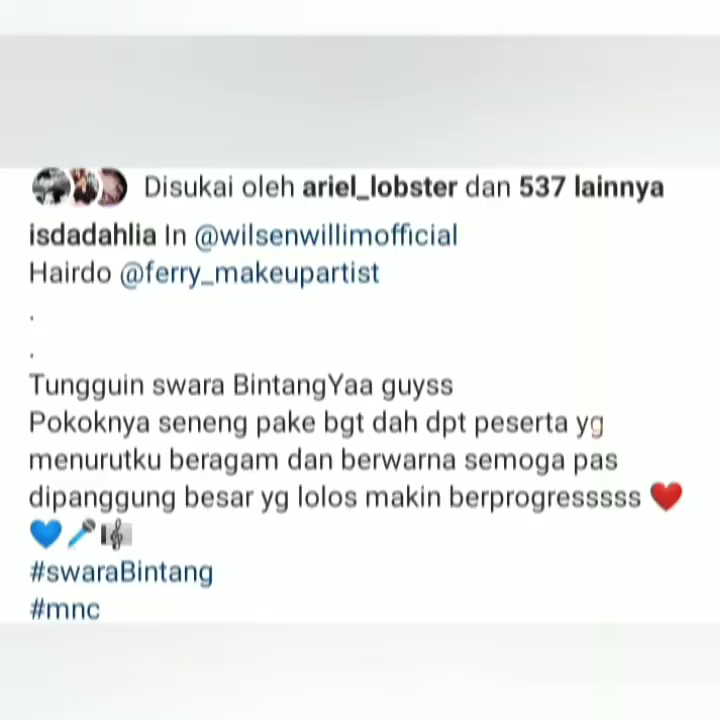 Disukai oleh ariel_lobster dan 537 lainnya
isdadahlia In @wilsenwillimofficial
Hairdo @ferry_makeupartist
.
.
Tungguin swara BintangYaa guyss
Pokoknya seneng pake bgt dah dpt peserta yg
menurutku beragam dan berwarna semoga pas
dipanggung besar yg lolos makin berprogresssss ❤️
💙🎤🎼
#swaraBintang
#mnc